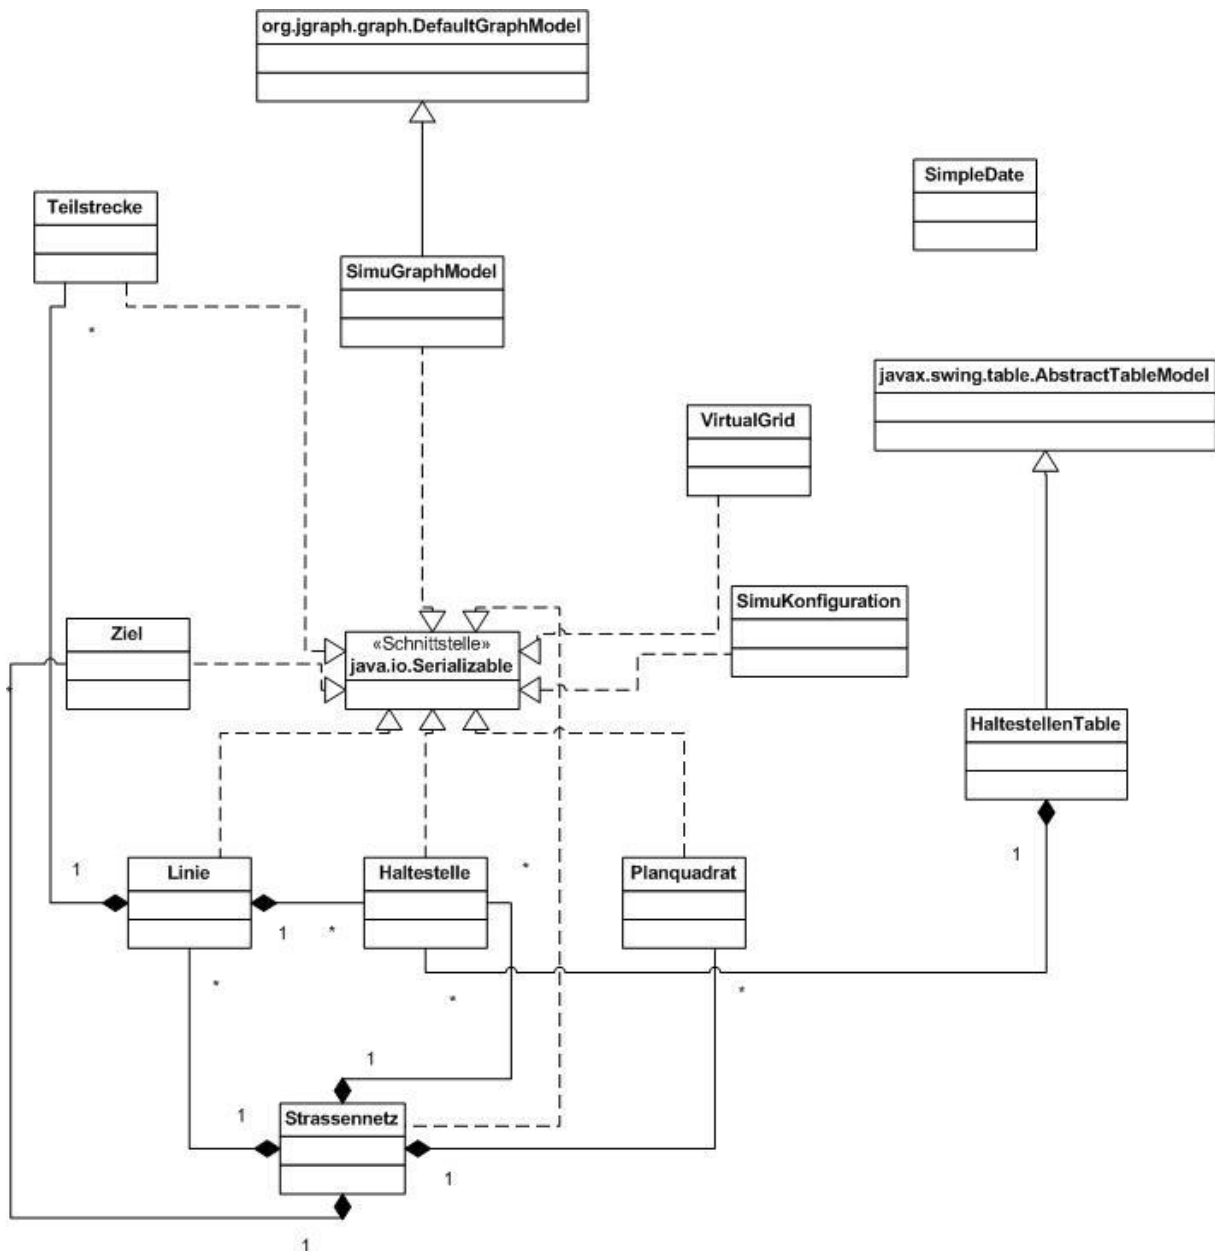 org.jgraph.graph.DefaultGraphModel
SimpleDate
Teilstrecke
SimuGraphModel
*
javax.swing.table.AbstractTableModel
VirtualGrid
SimuKonfiguration
Ziel
«Schnittstelle»
java.io.Serializable
*
HaltestellenTable
1
1
Linie
Haltestelle
*
Planquadrat
1
*
*
*
*
1
1
Strassennetz
1
1